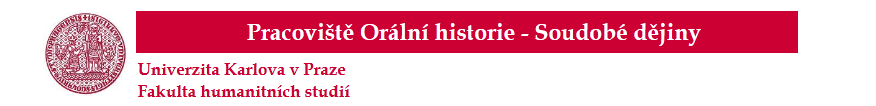 Pracoviště Orální historie - Soudobé dějiny
Univerzita Karlova v Praze
Fakulta humanitních studií